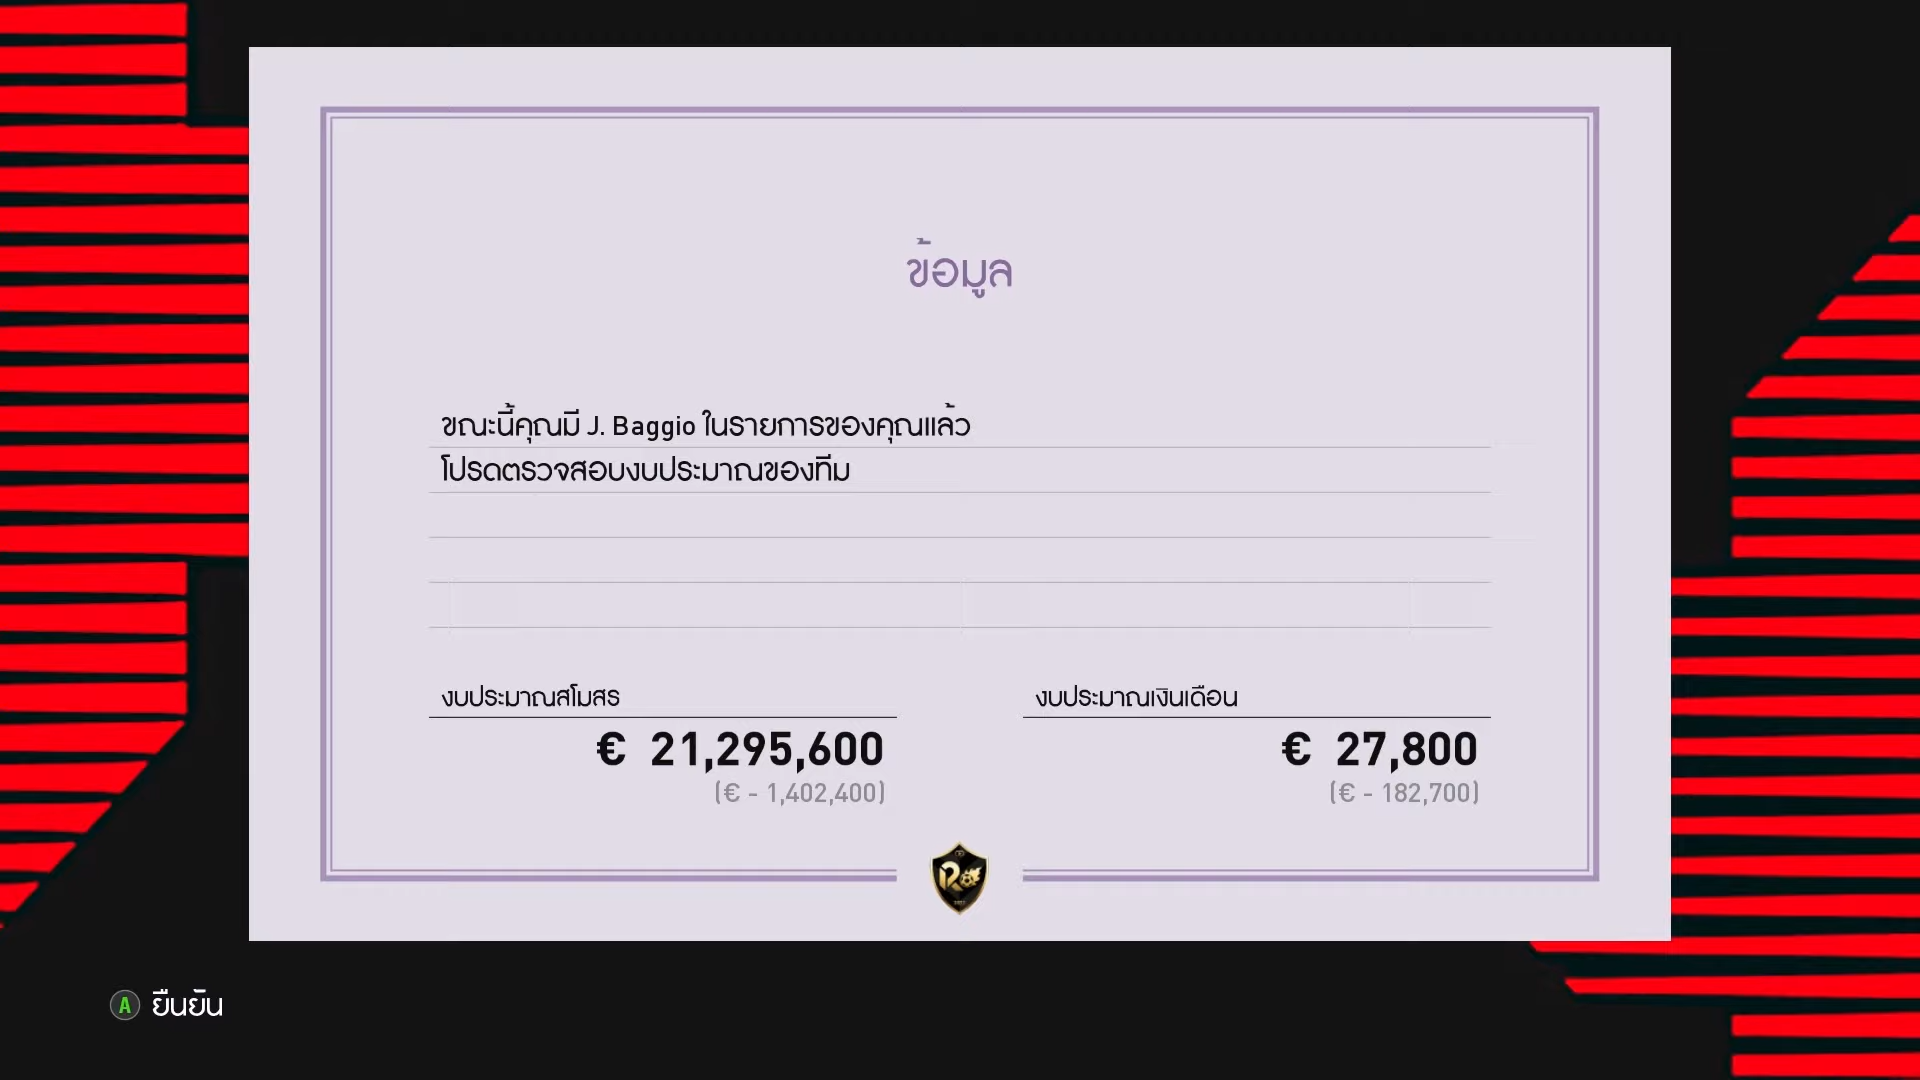 ข้อมูล
ขณะนี้คุณมี J. Baggio ในรายการของคุณแล้ว
โปรดตรวจสอบงบประมาณของทีม
งบประมาณสโมสร
€ 21,295,600
(€ - 1,402,400)
งบประมาณเงินเดือน
€ 27,800
(€ - 182,700)
A ยืนยัน